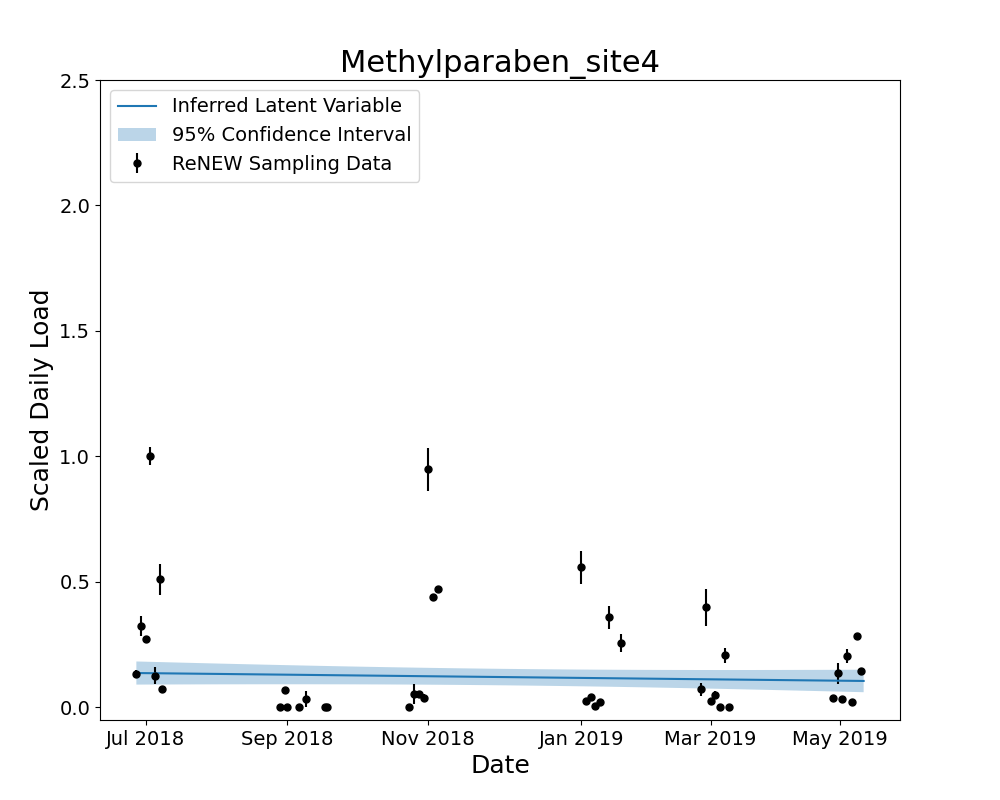 Methylparaben_site4
2.5
2.0
1.5
1.0
0.5
0.0
Scaled Daily Load
Inferred Latent Variable
95% Confidence Interval
ReNEW Sampling Data
Jul 2018 Sep 2018 Nov 2018 Jan 2019 Mar 2019 May 2019
Date